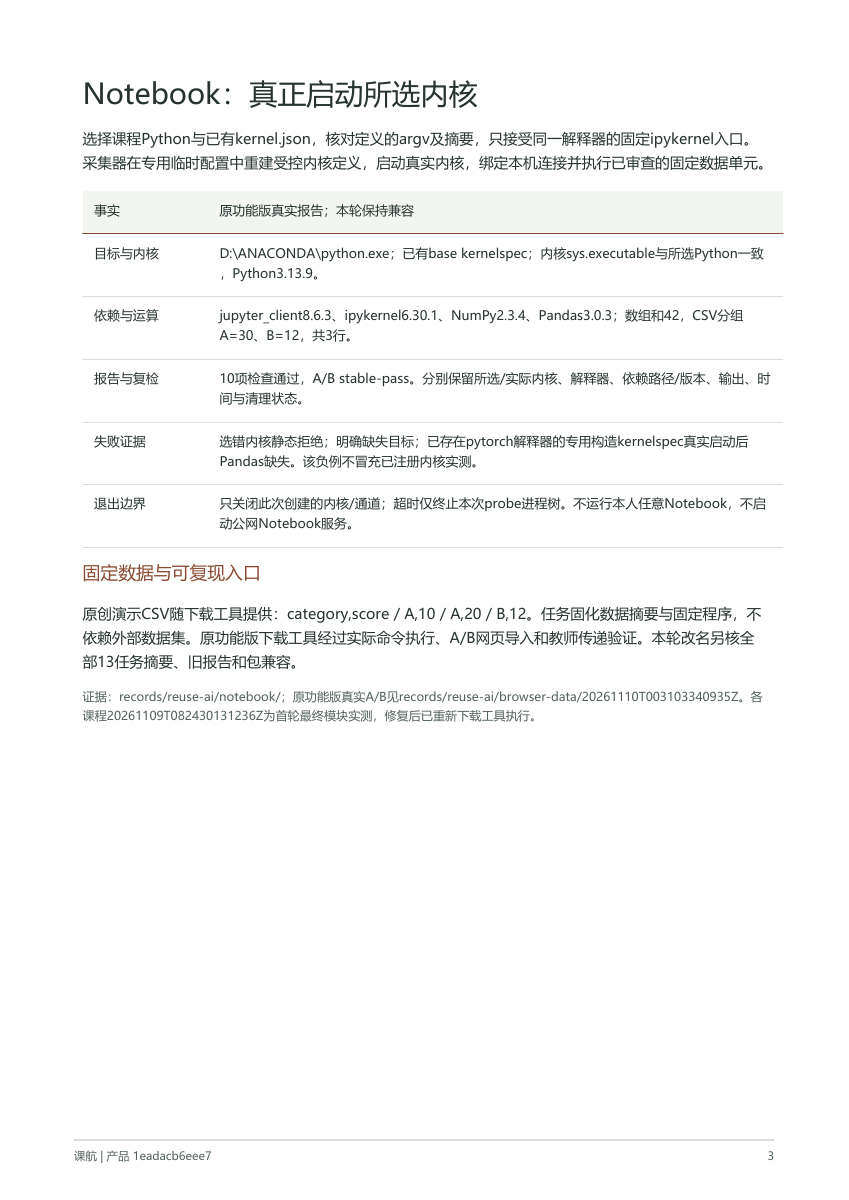 Notebook：真正启动所选内核
选择课程Python与已有kernel.json，核对定义的argv及摘要，只接受同一解释器的固定ipykernel入口。
采集器在专用临时配置中重建受控内核定义，启动真实内核，绑定本机连接并执行已审查的固定数据单元。
事实 原功能版真实报告；本轮保持兼容
目标与内核 D:\ANACONDA\python.exe；已有base kernelspec；内核sys.executable与所选Python一致
，Python3.13.9。
依赖与运算 jupyter_client8.6.3、ipykernel6.30.1、NumPy2.3.4、Pandas3.0.3；数组和42，CSV分组
A=30、B=12，共3行。
报告与复检 10项检查通过，A/B stable-pass。分别保留所选/实际内核、解释器、依赖路径/版本、输出、时
间与清理状态。
失败证据 选错内核静态拒绝；明确缺失目标；已存在pytorch解释器的专用构造kernelspec真实启动后
Pandas缺失。该负例不冒充已注册内核实测。
退出边界 只关闭此次创建的内核/通道；超时仅终止本次probe进程树。不运行本人任意Notebook，不启
动公网Notebook服务。
固定数据与可复现入口
原创演示CSV随下载工具提供：category,score / A,10 / A,20 / B,12。任务固化数据摘要与固定程序，不
依赖外部数据集。原功能版下载工具经过实际命令执行、A/B网页导入和教师传递验证。本轮改名另核全
部13任务摘要、旧报告和包兼容。
证据：records/reuse-ai/notebook/；原功能版真实A/B见records/reuse-ai/browser-data/20261110T003103340935Z。各
课程20261109T082430131236Z为首轮最终模块实测，修复后已重新下载工具执行。
课航 | 产品 1eadacb6eee7 3